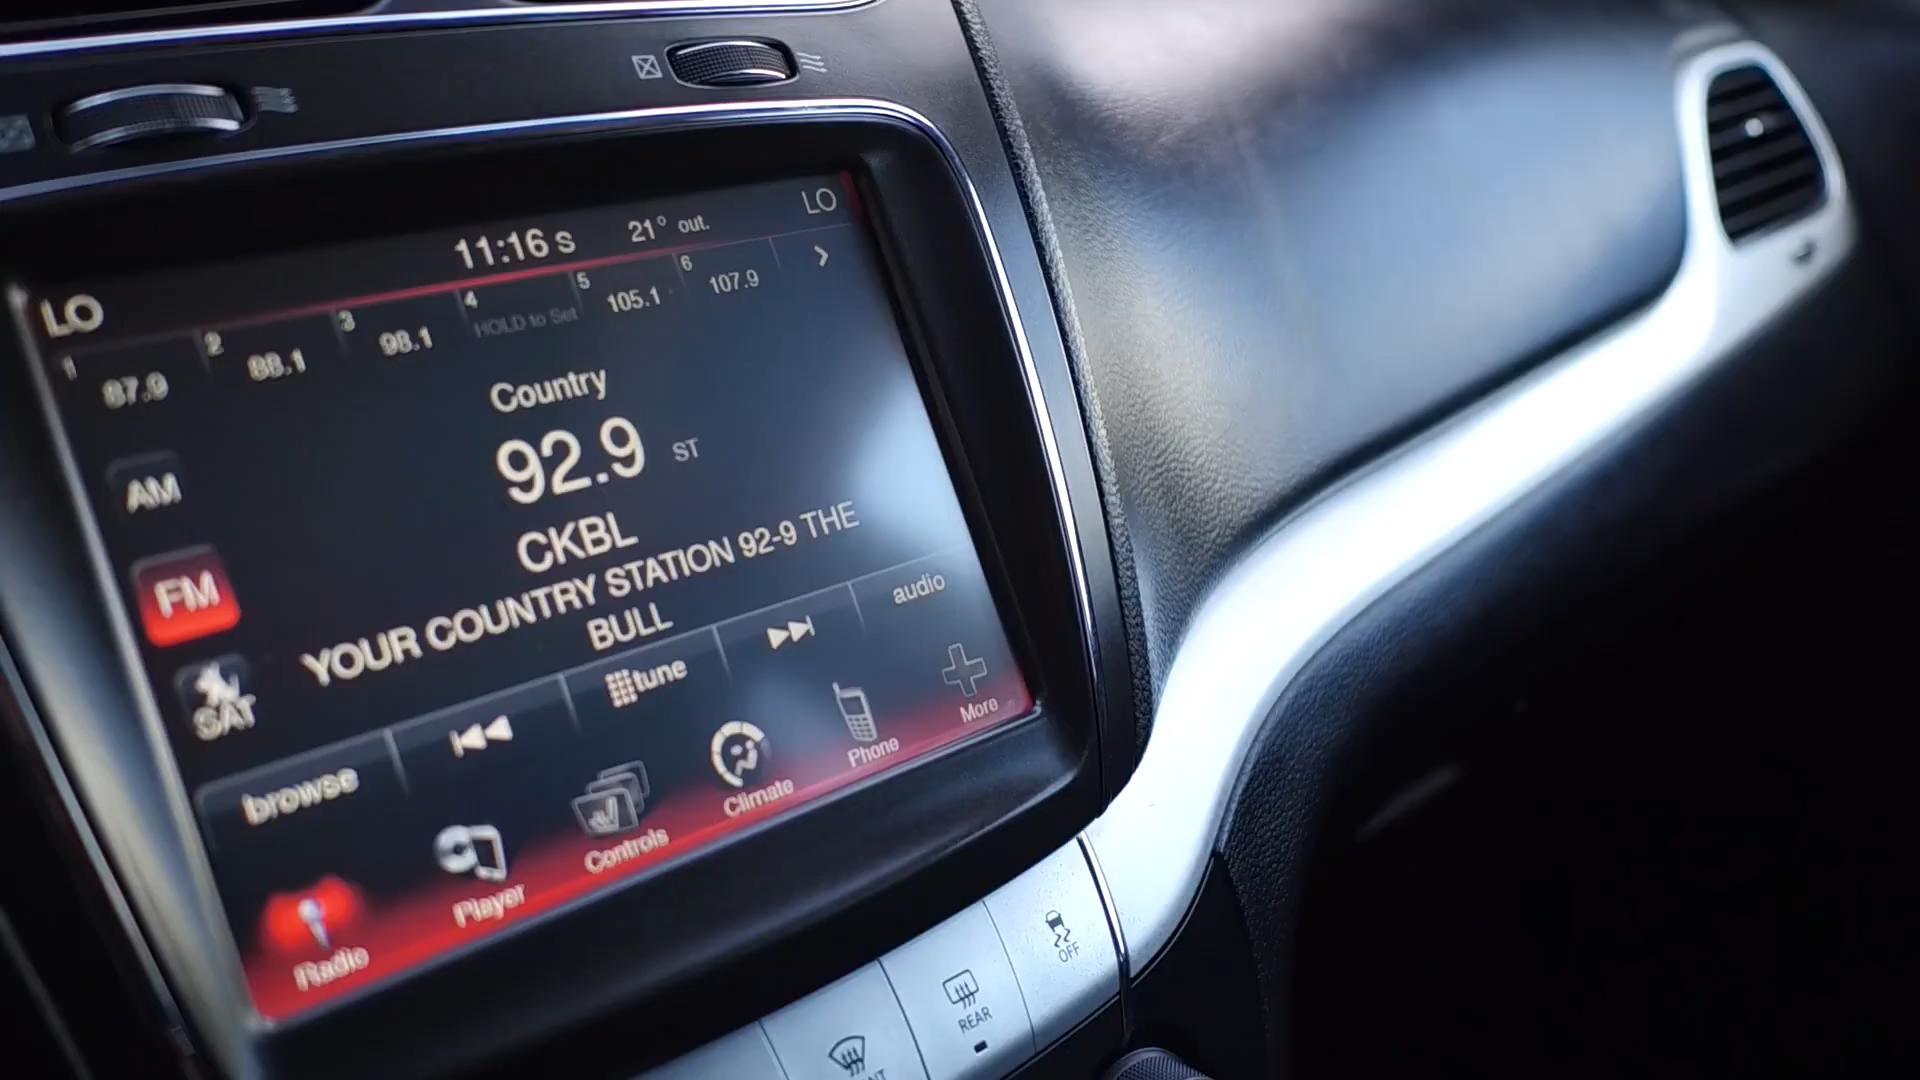 11:16 S 21° out. LO
LO
1 87.9 2 88.1 3 98.1 4 HOLD to Set 5 105.1 6 107.9
Country
92.9 ST
CKBL
YOUR COUNTRY STATION 92-9 THE
BULL
AM
FM
SAT
browse tune audio
Radio Player Controls Climate Phone More
OFF
REAR